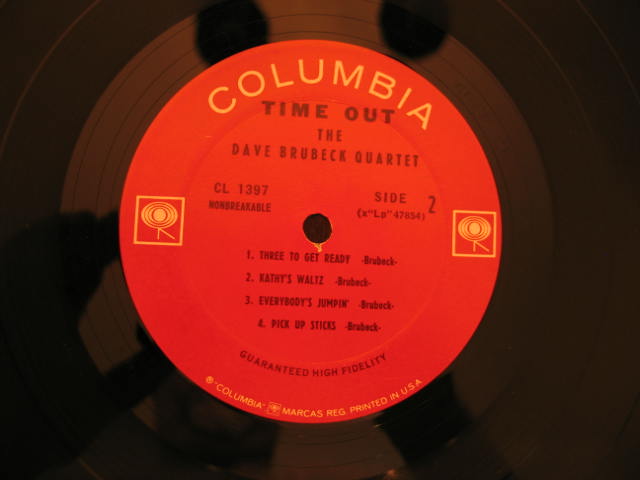 COLUMBIA
TIME OUT
THE
DAVE BRUBECK QUARTET
CL 1397
NONBREAKABLE
SIDE 2
(x"Lp"47854)
1. THREE TO GET READY -Brubeck-
2. KATHY'S WALTZ -Brubeck-
3. EVERYBODY'S JUMPIN' -Brubeck-
4. PICK UP STICKS -Brubeck-
GUARANTEED HIGH FIDELITY
℗ "COLUMBIA" MARCAS REG. PRINTED IN U.S.A.